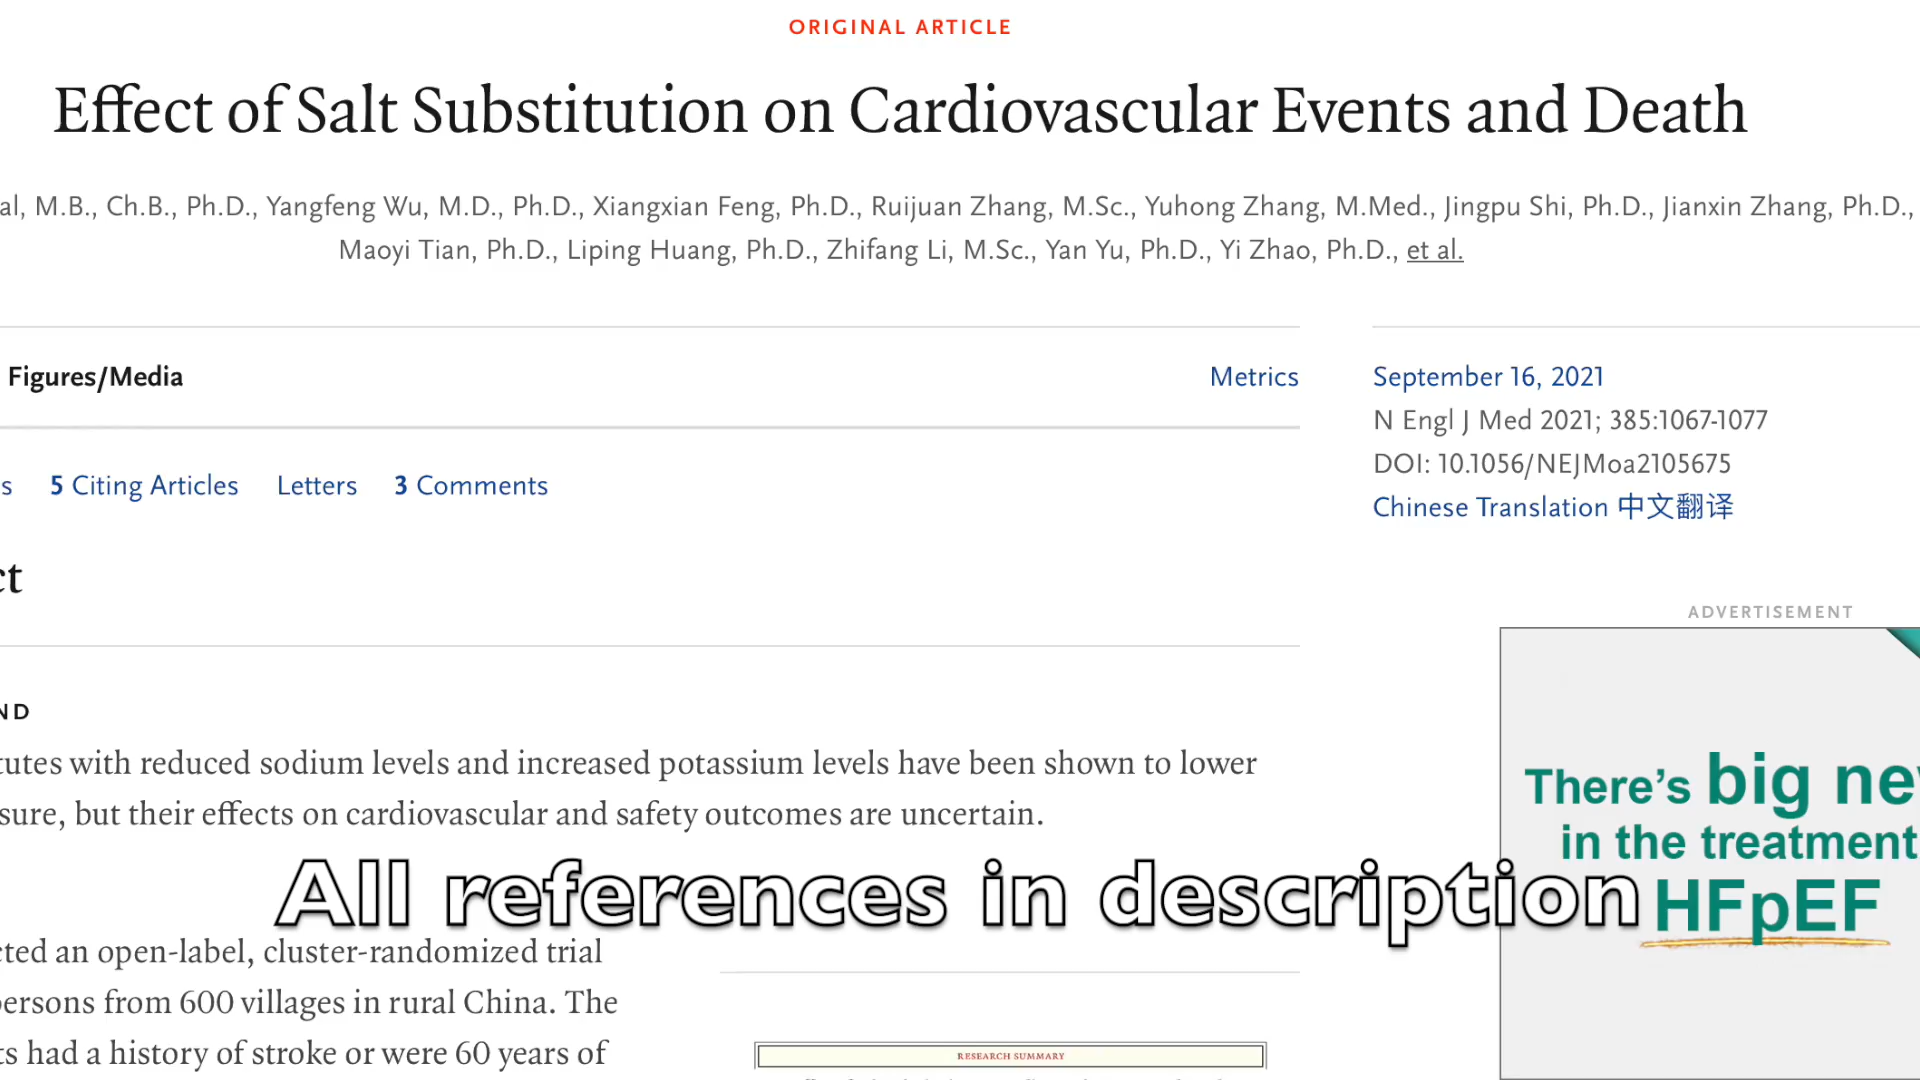 ORIGINAL ARTICLE
Effect of Salt Substitution on Cardiovascular Events and Death
al, M.B., Ch.B., Ph.D., Yangfeng Wu, M.D., Ph.D., Xiangxian Feng, Ph.D., Ruijuan Zhang, M.Sc., Yuhong Zhang, M.Med., Jingpu Shi, Ph.D., Jianxin Zhang, Ph.D.,
Maoyi Tian, Ph.D., Liping Huang, Ph.D., Zhifang Li, M.Sc., Yan Yu, Ph.D., Yi Zhao, Ph.D., et al.
Figures/Media
Metrics
September 16, 2021
N Engl J Med 2021; 385:1067-1077
DOI: 10.1056/NEJMoa2105675
Chinese Translation 中文翻译
s 5 Citing Articles Letters 3 Comments
ct
ADVERTISEMENT
ND
tutes with reduced sodium levels and increased potassium levels have been shown to lower
sure, but their effects on cardiovascular and safety outcomes are uncertain.
There's big ne
in the treatment
HFpEF
All references in description
cted an open-label, cluster-randomized trial
ersons from 600 villages in rural China. The
ts had a history of stroke or were 60 years of
RESEARCH SUMMARY